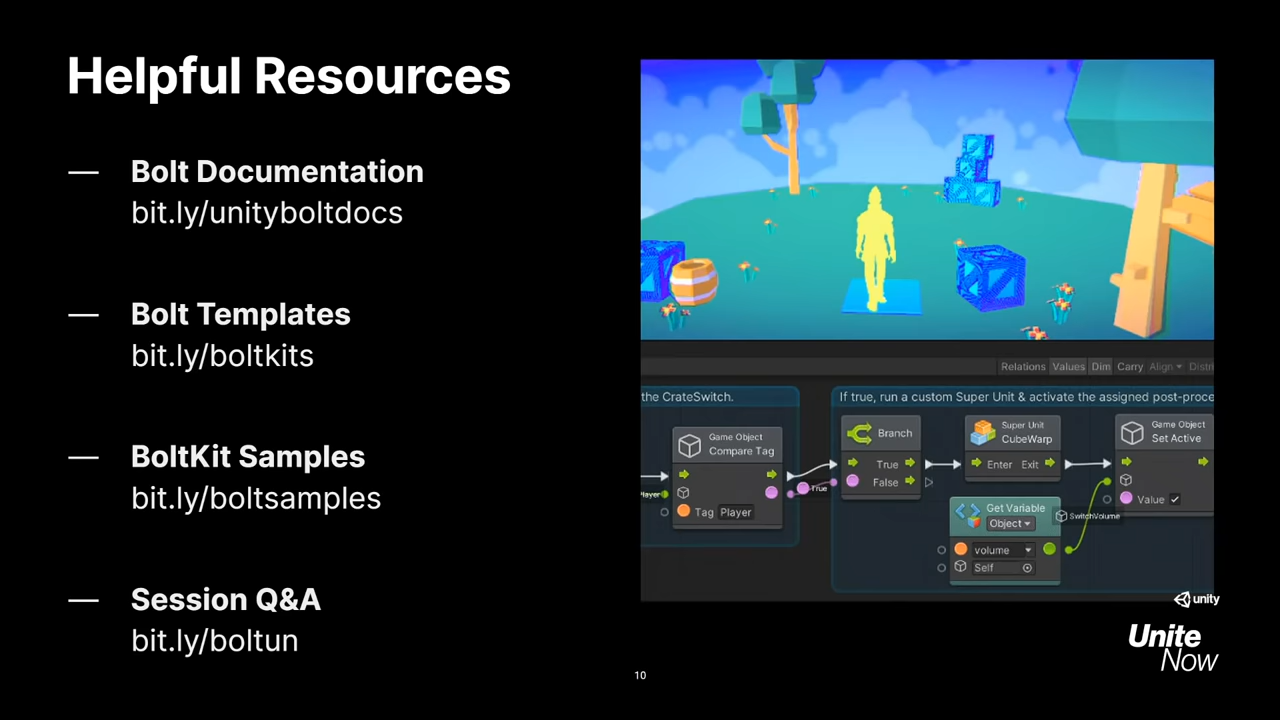 Helpful Resources
— Bolt Documentation
bit.ly/unityboltdocs
— Bolt Templates
bit.ly/boltkits
— BoltKit Samples
bit.ly/boltsamples
— Session Q&A
bit.ly/boltun
Relations Values Dim Carry Align Distri
the CrateSwitch.
If true, run a custom Super Unit & activate the assigned post-proce
Game Object
Compare Tag
Player
Tag Player
True
Branch
True
False
Super Unit
CubeWarp
Enter Exit
Game Object
Set Active
Value
Get Variable
Object
volume
Self
SwitchVolume
unity
Unite
Now
10